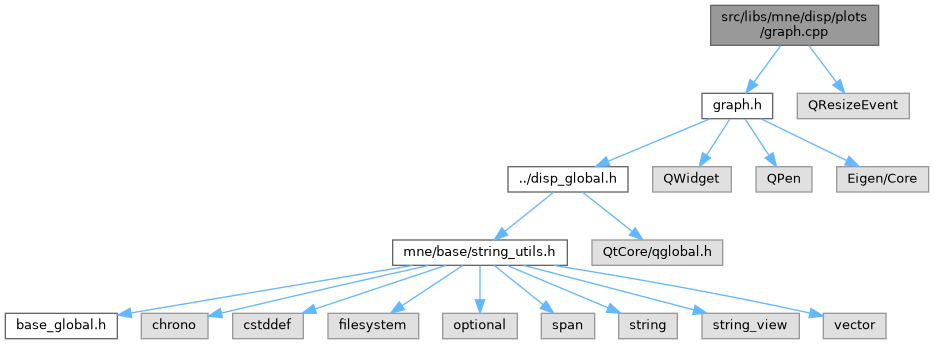 src/libs/mne/disp/plots
/graph.cpp
graph.h
QResizeEvent
../disp_global.h
QWidget
QPen
Eigen/Core
mne/base/string_utils.h
QtCore/qglobal.h
base_global.h
chrono
cstddef
filesystem
optional
span
string
string_view
vector